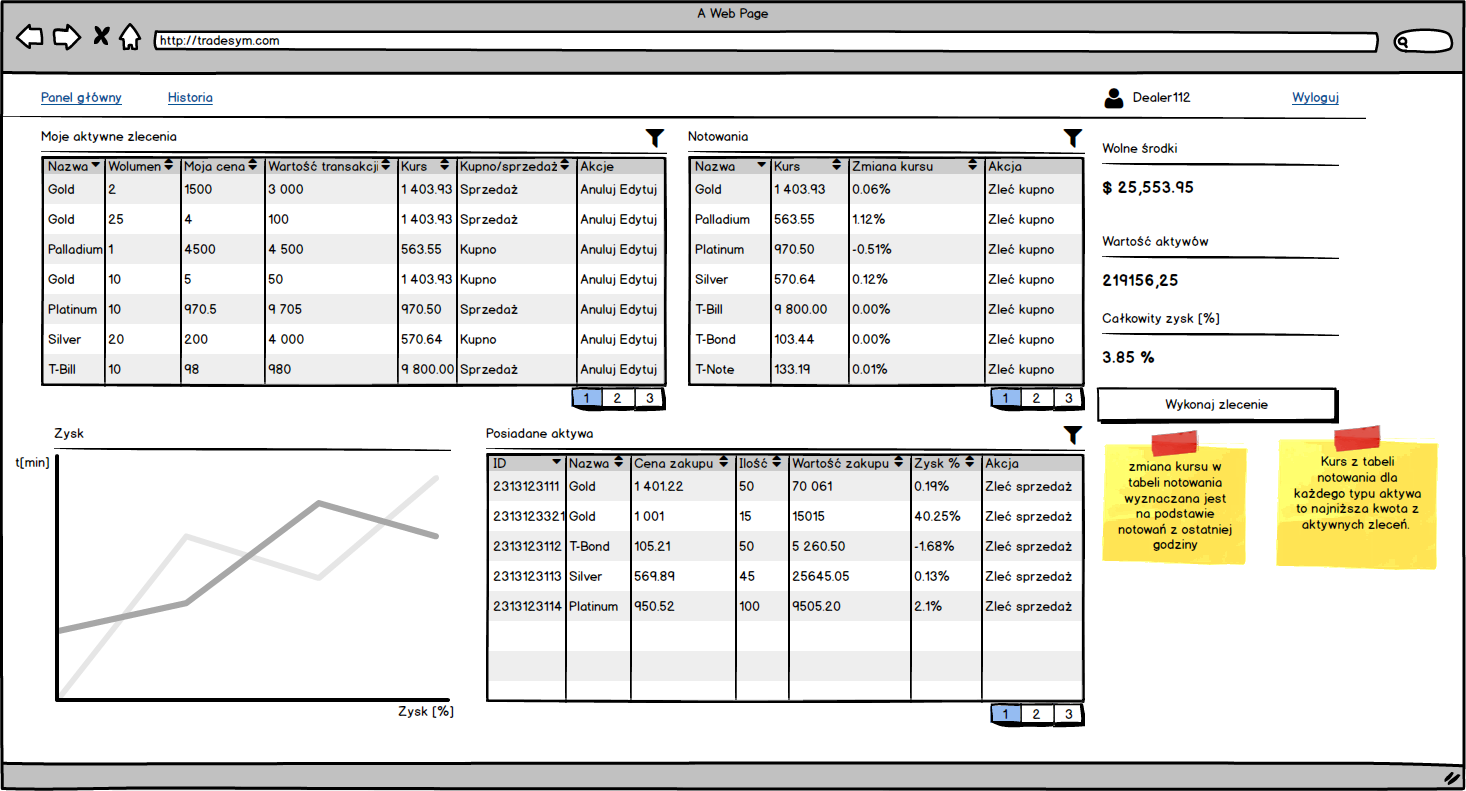 A Web Page
http://tradesym.com
Panel główny Historia Dealer112 Wyloguj
Moje aktywne zlecenia
Nazwa Wolumen Moja cena Wartość transakcji Kurs Kupno/sprzedaż Akcje
Gold 2 1500 3 000 1 403.93 Sprzedaż Anuluj Edytuj
Gold 25 4 100 1 403.93 Sprzedaż Anuluj Edytuj
Palladium 1 4500 4 500 563.55 Kupno Anuluj Edytuj
Gold 10 5 50 1 403.93 Kupno Anuluj Edytuj
Platinum 10 970.5 9 705 970.50 Sprzedaż Anuluj Edytuj
Silver 20 200 4 000 570.64 Kupno Anuluj Edytuj
T-Bill 10 98 980 9 800.00 Sprzedaż Anuluj Edytuj
1 2 3
Notowania
Nazwa Kurs Zmiana kursu Akcja
Gold 1 403.93 0.06% Zleć kupno
Palladium 563.55 1.12% Zleć kupno
Platinum 970.50 -0.51% Zleć kupno
Silver 570.64 0.12% Zleć kupno
T-Bill 9 800.00 0.00% Zleć kupno
T-Bond 103.44 0.00% Zleć kupno
T-Note 133.19 0.01% Zleć kupno
1 2 3
Wolne środki
$ 25,553.95
Wartość aktywów
219156,25
Całkowity zysk [%]
3.85 %
Wykonaj zlecenie
Zysk
t[min]
Zysk [%]
Posiadane aktywa
ID Nazwa Cena zakupu Ilość Wartość zakupu Zysk % Akcja
2313123111 Gold 1 401.22 50 70 061 0.19% Zleć sprzedaż
2313123321 Gold 1 001 15 15015 40.25% Zleć sprzedaż
2313123112 T-Bond 105.21 50 5 260.50 -1.68% Zleć sprzedaż
2313123113 Silver 569.89 45 25645.05 0.13% Zleć sprzedaż
2313123114 Platinum 950.52 100 9505.20 2.1% Zleć sprzedaż
1 2 3
zmiana kursu w
tabeli notowania
wyznaczana jest
na podstawie
notowań z ostatniej
godziny
Kurs z tabeli
notowania dla
każdego typu aktywa
to najniższa kwota z
aktywnych zleceń.